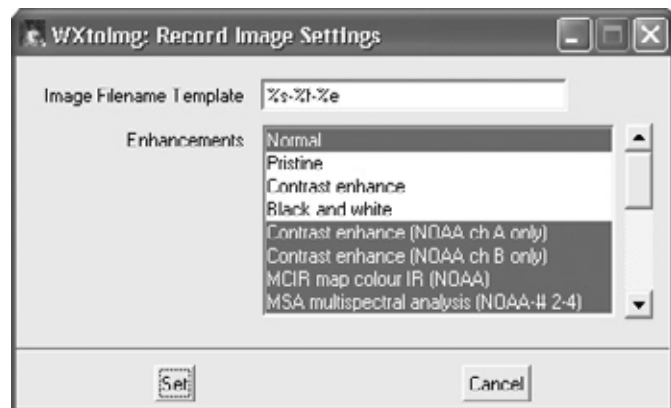 WXtoImg: Record Image Settings
Image Filename Template %s-%t-%e
Enhancements Normal
Pristine
Contrast enhance
Black and white
Contrast enhance (NOAA ch A only)
Contrast enhance (NOAA ch B only)
MCIR map colour IR (NOAA)
MSA multispectral analysis (NOAA-# 2-4)
Set Cancel